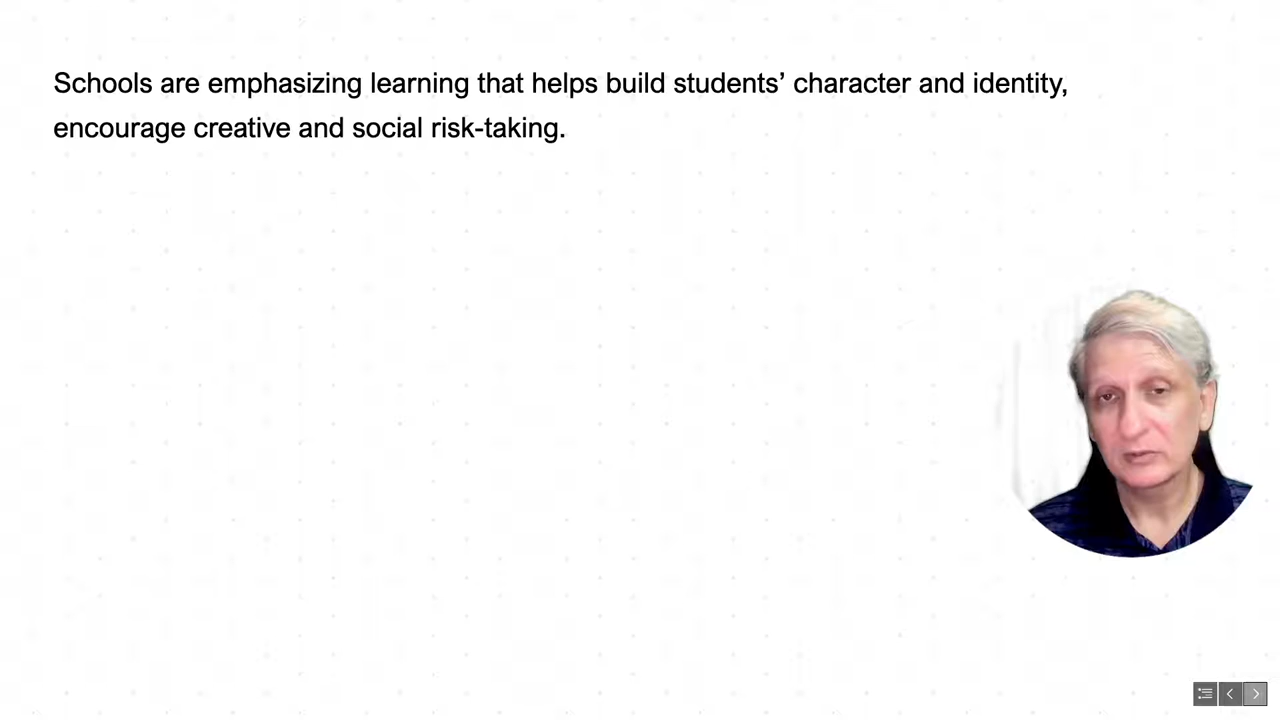 Schools are emphasizing learning that helps build students’ character and identity,
encourage creative and social risk-taking.